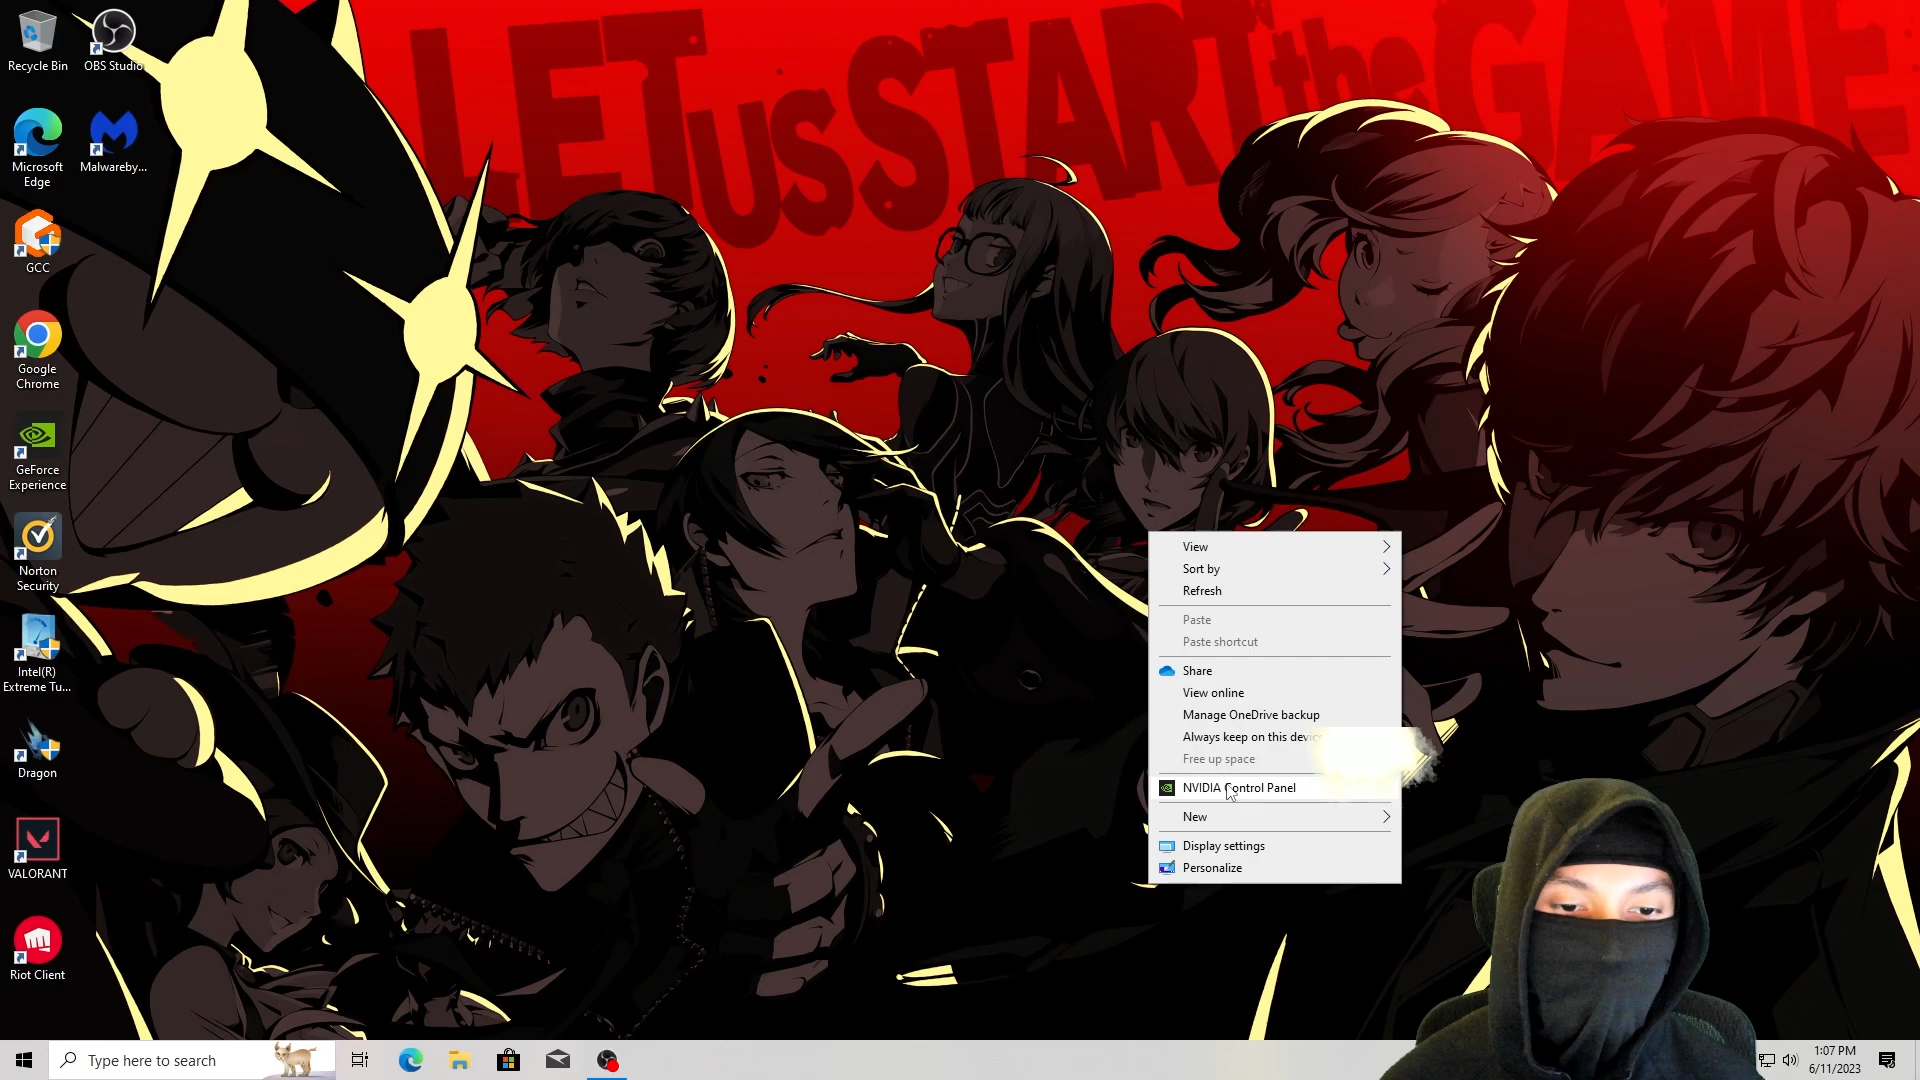 LET us START the GAME
Recycle Bin
OBS Studio
Microsoft
Edge
Malwareby...
GCC
Google
Chrome
GeForce
Experience
Norton
Security
Intel(R)
Extreme Tu...
Dragon
VALORANT
Riot Client
View
Sort by
Refresh
Paste
Paste shortcut
Share
View online
Manage OneDrive backup
Always keep on this devic
Free up space
NVIDIA Control Panel
New
Display settings
Personalize
Type here to search
1:07 PM
6/11/2023